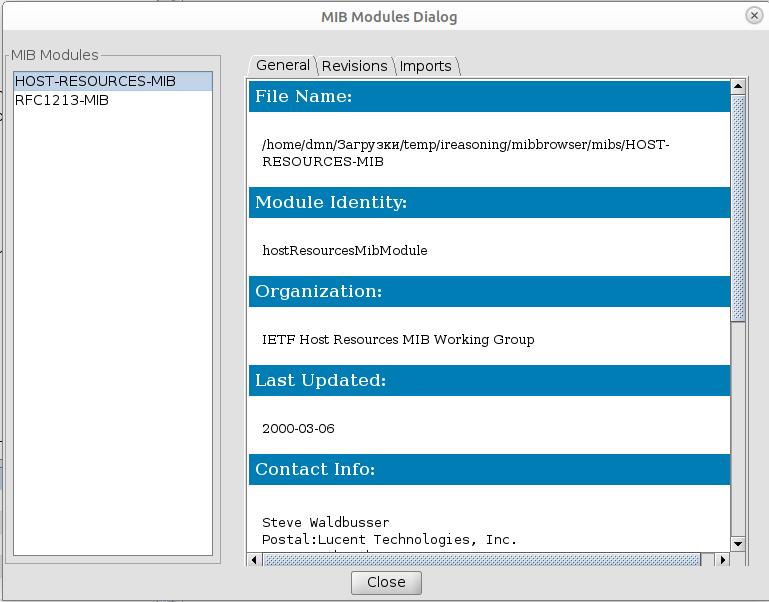 MIB Modules Dialog
MIB Modules
HOST-RESOURCES-MIB
RFC1213-MIB
General
Revisions
Imports
File Name:
/home/dmn/Загрузки/temp/ireasoning/mibbrowser/mibs/HOST-
RESOURCES-MIB
Module Identity:
hostResourcesMibModule
Organization:
IETF Host Resources MIB Working Group
Last Updated:
2000-03-06
Contact Info:
Steve Waldbusser
Postal:Lucent Technologies, Inc.
Close